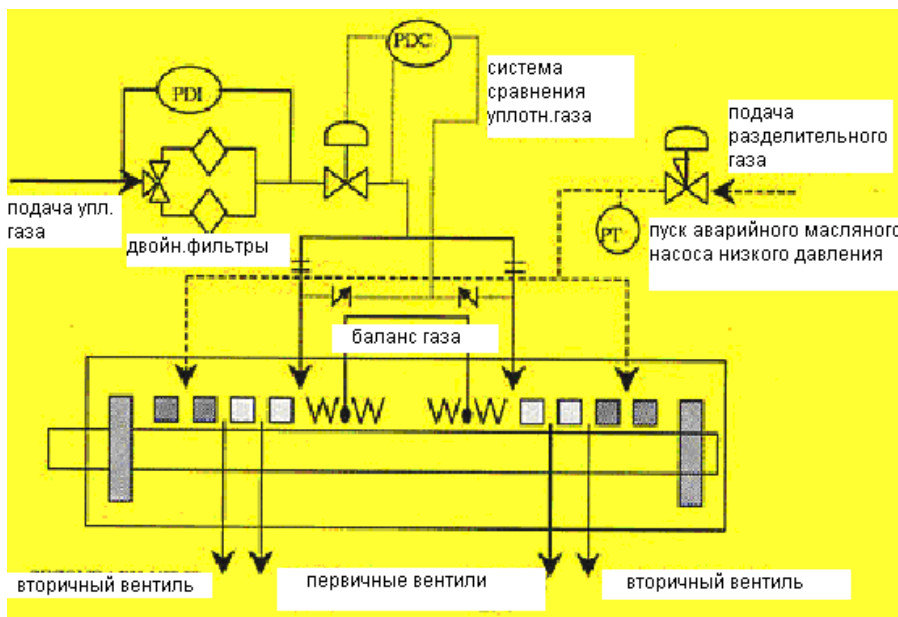 PDC
система
сравнения
уплотн.газа
PDI
подача
разделительного
газа
подача упл.
газа
двойн.фильтры
PT
пуск аварийного масляного
насоса низкого давления
баланс газа
вторичный вентиль
первичные вентили
вторичный вентиль